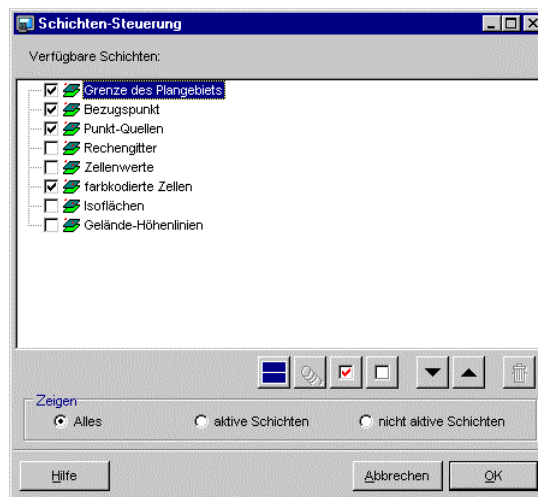 Schichten-Steuerung
Verfügbare Schichten:
Grenze des Plangebiets
Bezugspunkt
Punkt-Quellen
Rechengitter
Zellenwerte
farbkodierte Zellen
Isoflächen
Gelände-Höhenlinien
Zeigen
Alles
aktive Schichten
nicht aktive Schichten
Hilfe
Abbrechen
OK